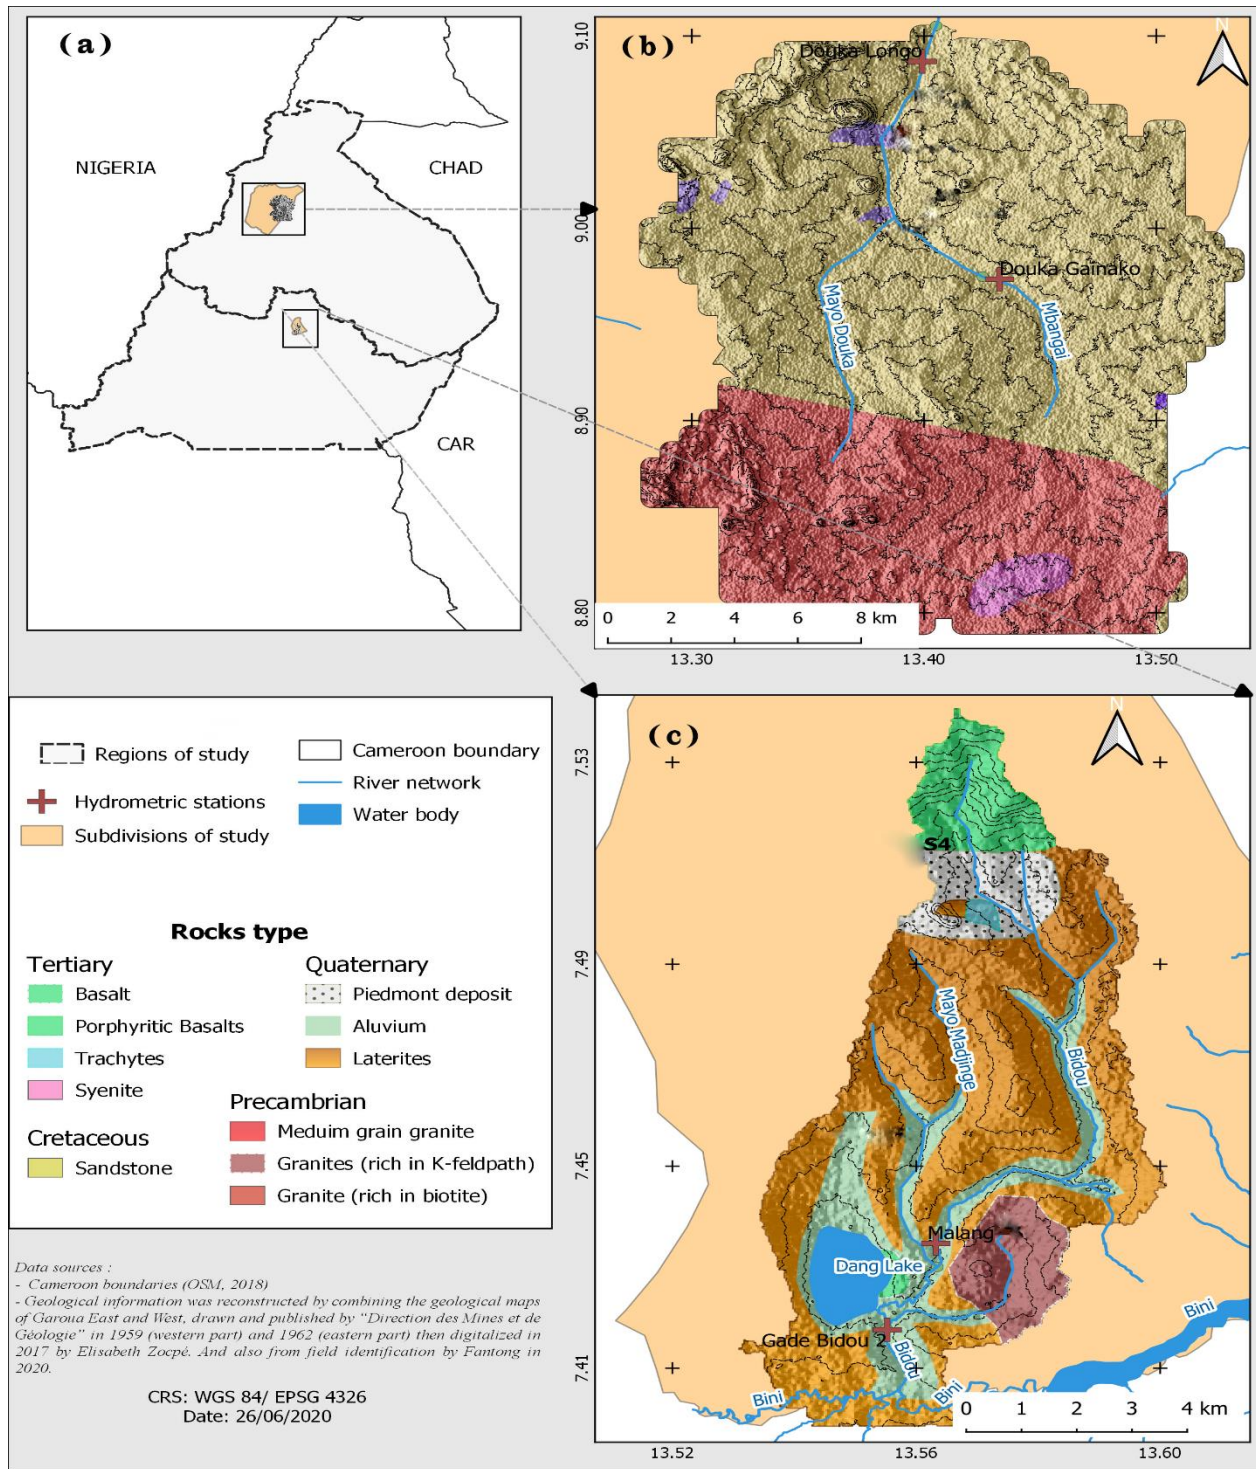 (a)
NIGERIA
CHAD
CAR
(b)
N
9.10
9.00
8.90
8.80
Douka Longo
Douka Gainako
Mayo Douka
Mbangai
0 2 4 6 8 km
13.30 13.40 13.50
Regions of study
Hydrometric stations
Subdivisions of study
Cameroon boundary
River network
Water body
Rocks type
Tertiary
Basalt
Porphyritic Basalts
Trachytes
Syenite
Cretaceous
Sandstone
Quaternary
Piedmont deposit
Aluvium
Laterites
Precambrian
Meduim grain granite
Granites (rich in K-feldpath)
Granite (rich in biotite)
Data sources :
- Cameroon boundaries (OSM, 2018)
- Geological information was reconstructed by combining the geological maps
of Garoua East and West, drawn and published by "Direction des Mines et de
Géologie" in 1959 (western part) and 1962 (eastern part) then digitalized in
2017 by Elisabeth Zocpé. And also from field identification by Fantong in
2020.
CRS: WGS 84/ EPSG 4326
Date: 26/06/2020
(c)
N
7.53
7.49
7.45
7.41
S4
Mayo Madjinge
Bidou
Malang
Dang Lake
Gade Bidou 2
Bidou
Bini
Bini
Bini
0 1 2 3 4 km
13.52 13.56 13.60